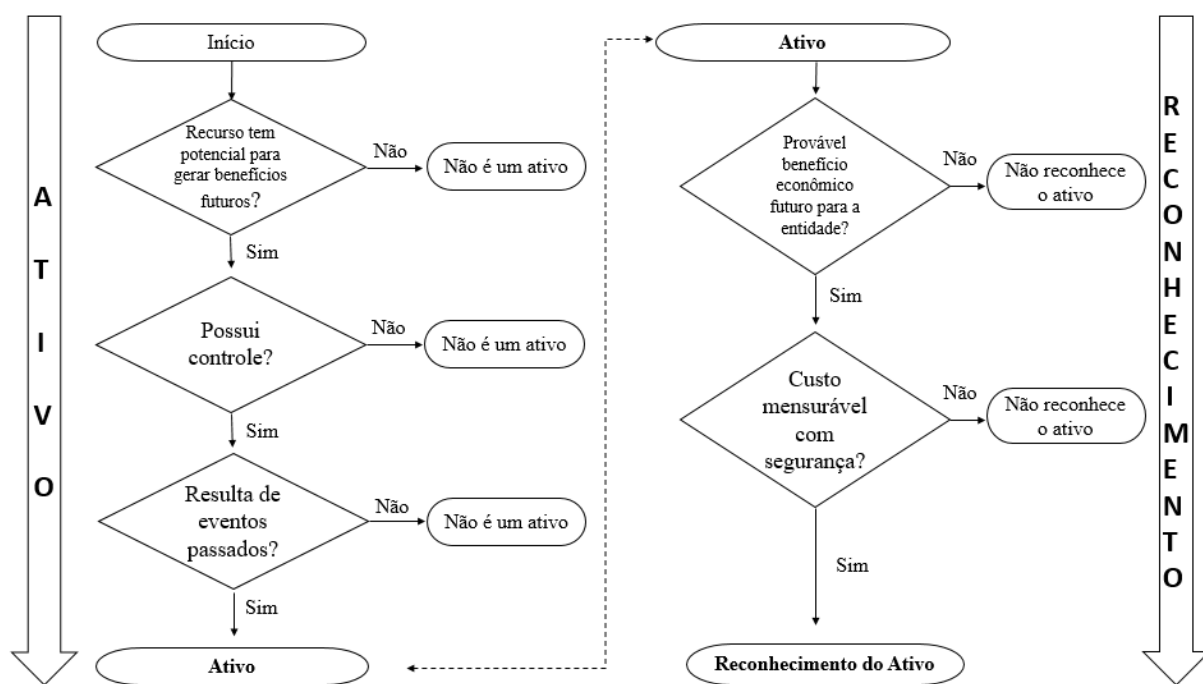 ATIVO
Início
Recurso tem
potencial para
gerar benefícios
futuros?
Não
Não é um ativo
Sim
Possui
controle?
Não
Não é um ativo
Sim
Resulta de
eventos
passados?
Não
Não é um ativo
Sim
Ativo
Ativo
Provável
benefício
econômico
futuro para a
entidade?
Não
Não reconhece
o ativo
Sim
Custo
mensurável
com
segurança?
Não
Não reconhece
o ativo
Sim
Reconhecimento do Ativo
RECONHECIMENTO